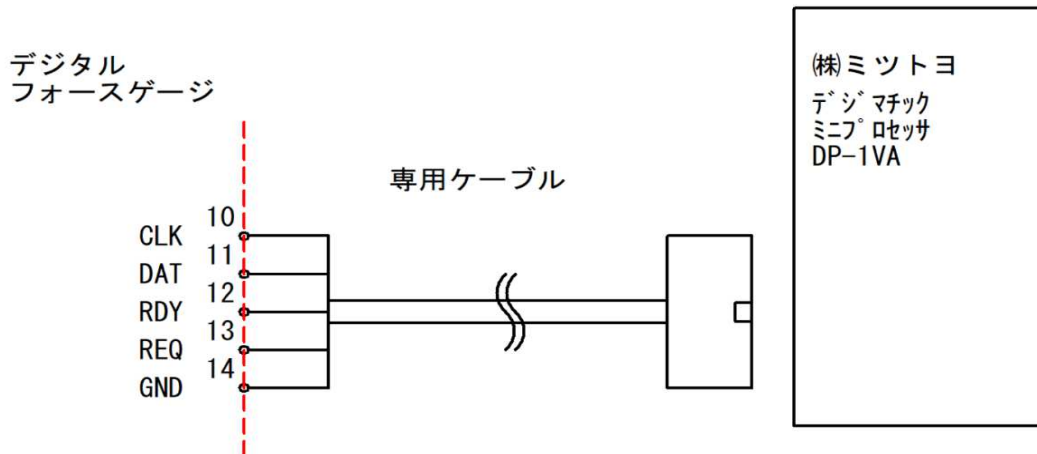 デジタル
フォースゲージ
㈱ミツトヨ
ﾃﾞｼﾞﾏﾁｯｸ
ﾐﾆﾌﾟﾛｾｯｻ
DP-1VA
専用ケーブル
CLK 10
DAT 11
RDY 12
REQ 13
GND 14